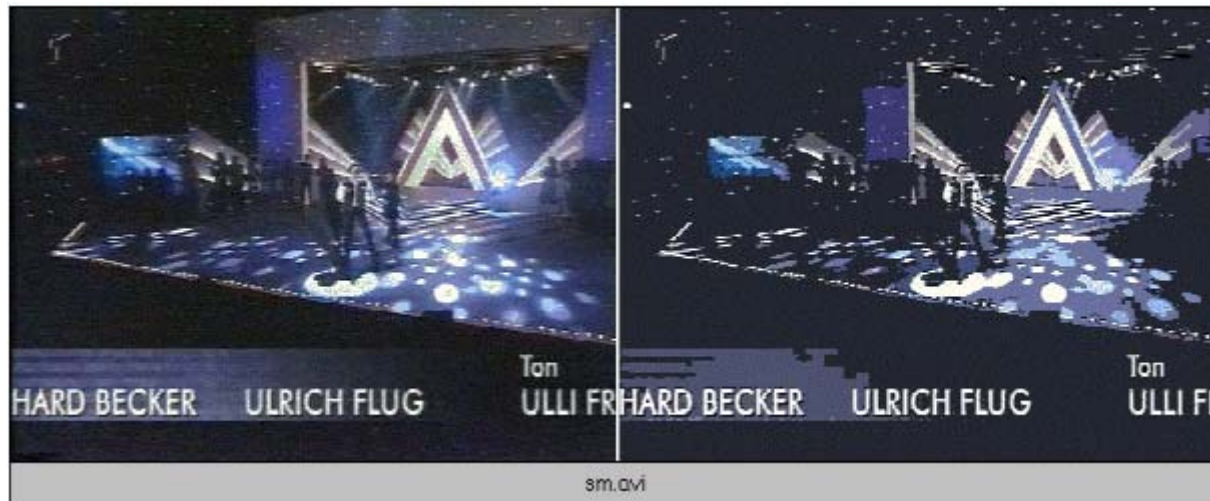 Ton
HARD BECKER ULRICH FLUG ULLI FR
Ton
HARD BECKER ULRICH FLUG ULLI F
sm.avi